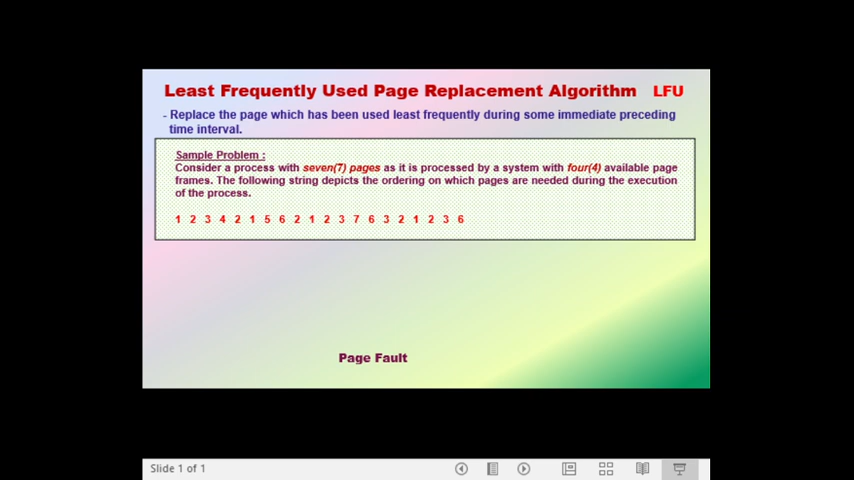 Least Frequently Used Page Replacement Algorithm LFU
- Replace the page which has been used least frequently during some immediate preceding
time interval.
Sample Problem :
Consider a process with seven(7) pages as it is processed by a system with four(4) available page
frames. The following string depicts the ordering on which pages are needed during the execution
of the process.
1 2 3 4 2 1 5 6 2 1 2 3 7 6 3 2 1 2 3 6
Page Fault
Slide 1 of 1